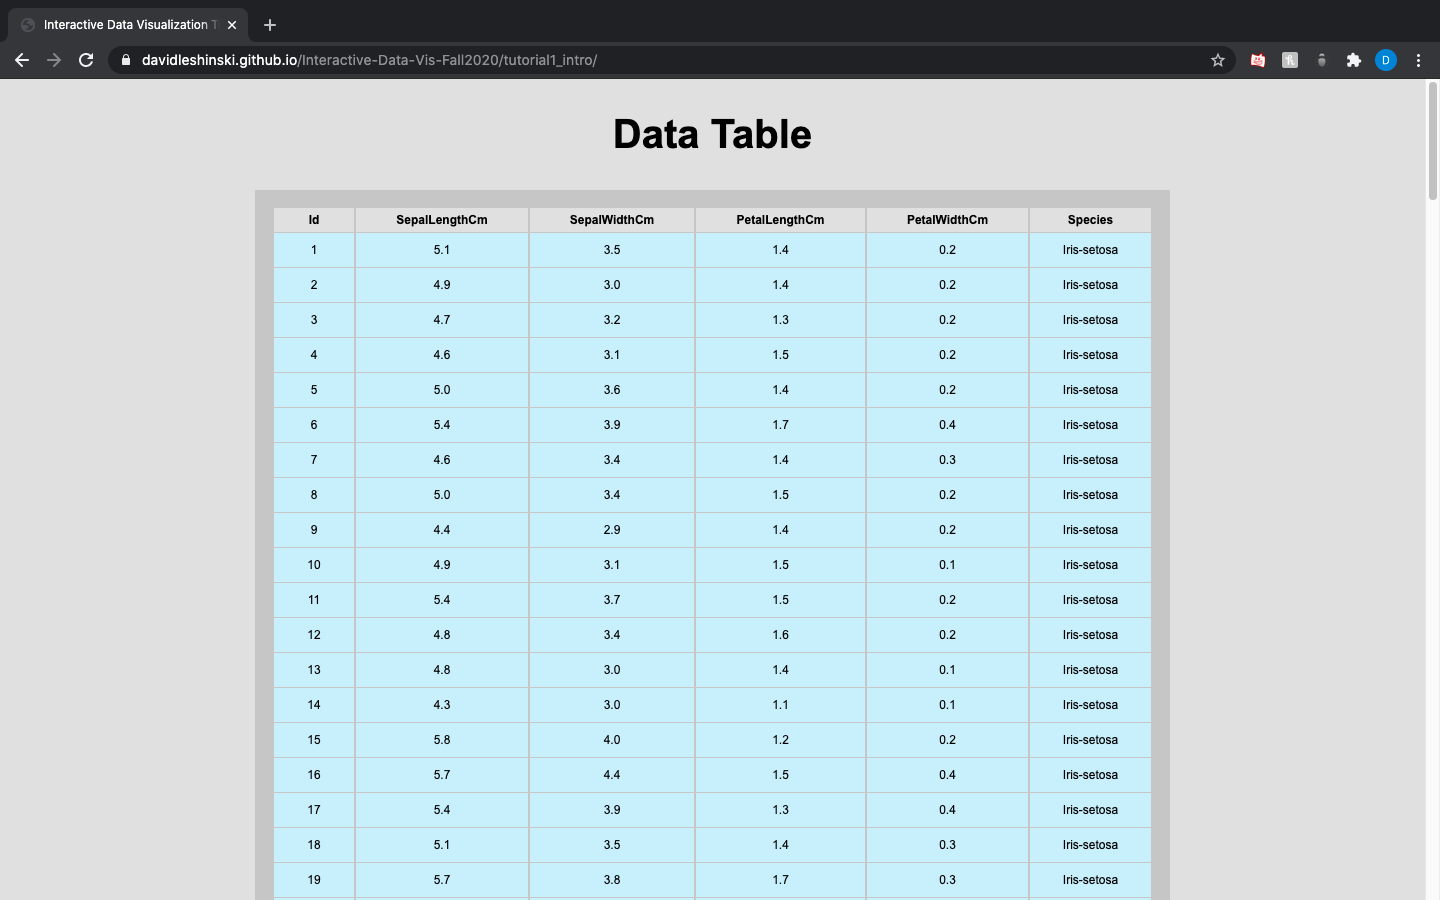 Interactive Data Visualization T
davidleshinski.github.io/Interactive-Data-Vis-Fall2020/tutorial1_intro/
D
Data Table
Id SepalLengthCm SepalWidthCm PetalLengthCm PetalWidthCm Species
1 5.1 3.5 1.4 0.2 Iris-setosa
2 4.9 3.0 1.4 0.2 Iris-setosa
3 4.7 3.2 1.3 0.2 Iris-setosa
4 4.6 3.1 1.5 0.2 Iris-setosa
5 5.0 3.6 1.4 0.2 Iris-setosa
6 5.4 3.9 1.7 0.4 Iris-setosa
7 4.6 3.4 1.4 0.3 Iris-setosa
8 5.0 3.4 1.5 0.2 Iris-setosa
9 4.4 2.9 1.4 0.2 Iris-setosa
10 4.9 3.1 1.5 0.1 Iris-setosa
11 5.4 3.7 1.5 0.2 Iris-setosa
12 4.8 3.4 1.6 0.2 Iris-setosa
13 4.8 3.0 1.4 0.1 Iris-setosa
14 4.3 3.0 1.1 0.1 Iris-setosa
15 5.8 4.0 1.2 0.2 Iris-setosa
16 5.7 4.4 1.5 0.4 Iris-setosa
17 5.4 3.9 1.3 0.4 Iris-setosa
18 5.1 3.5 1.4 0.3 Iris-setosa
19 5.7 3.8 1.7 0.3 Iris-setosa